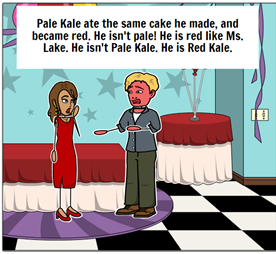 Pale Kale ate the same cake he made, and
became red. He isn't pale! He is red like Ms.
Lake. He isn't Pale Kale. He is Red Kale.